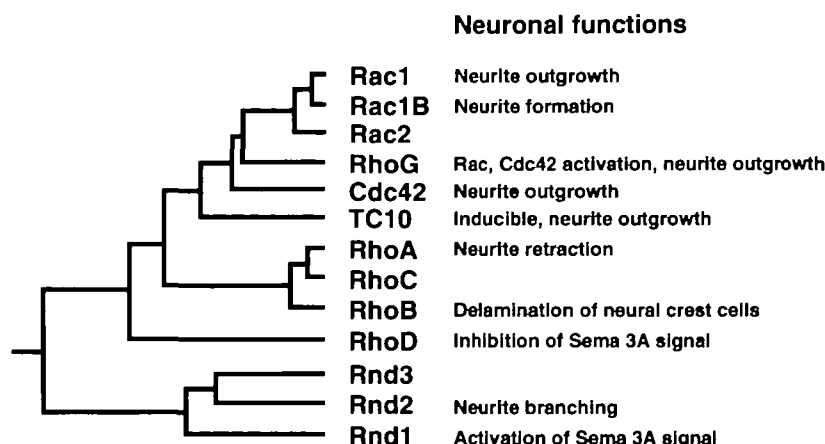 Neuronal functions
Rac1 Neurite outgrowth
Rac1B Neurite formation
Rac2
RhoG Rac, Cdc42 activation, neurite outgrowth
Cdc42 Neurite outgrowth
TC10 Inducible, neurite outgrowth
RhoA Neurite retraction
RhoC
RhoB Delamination of neural crest cells
RhoD Inhibition of Sema 3A signal
Rnd3
Rnd2 Neurite branching
Rnd1 Activation of Sema 3A signal